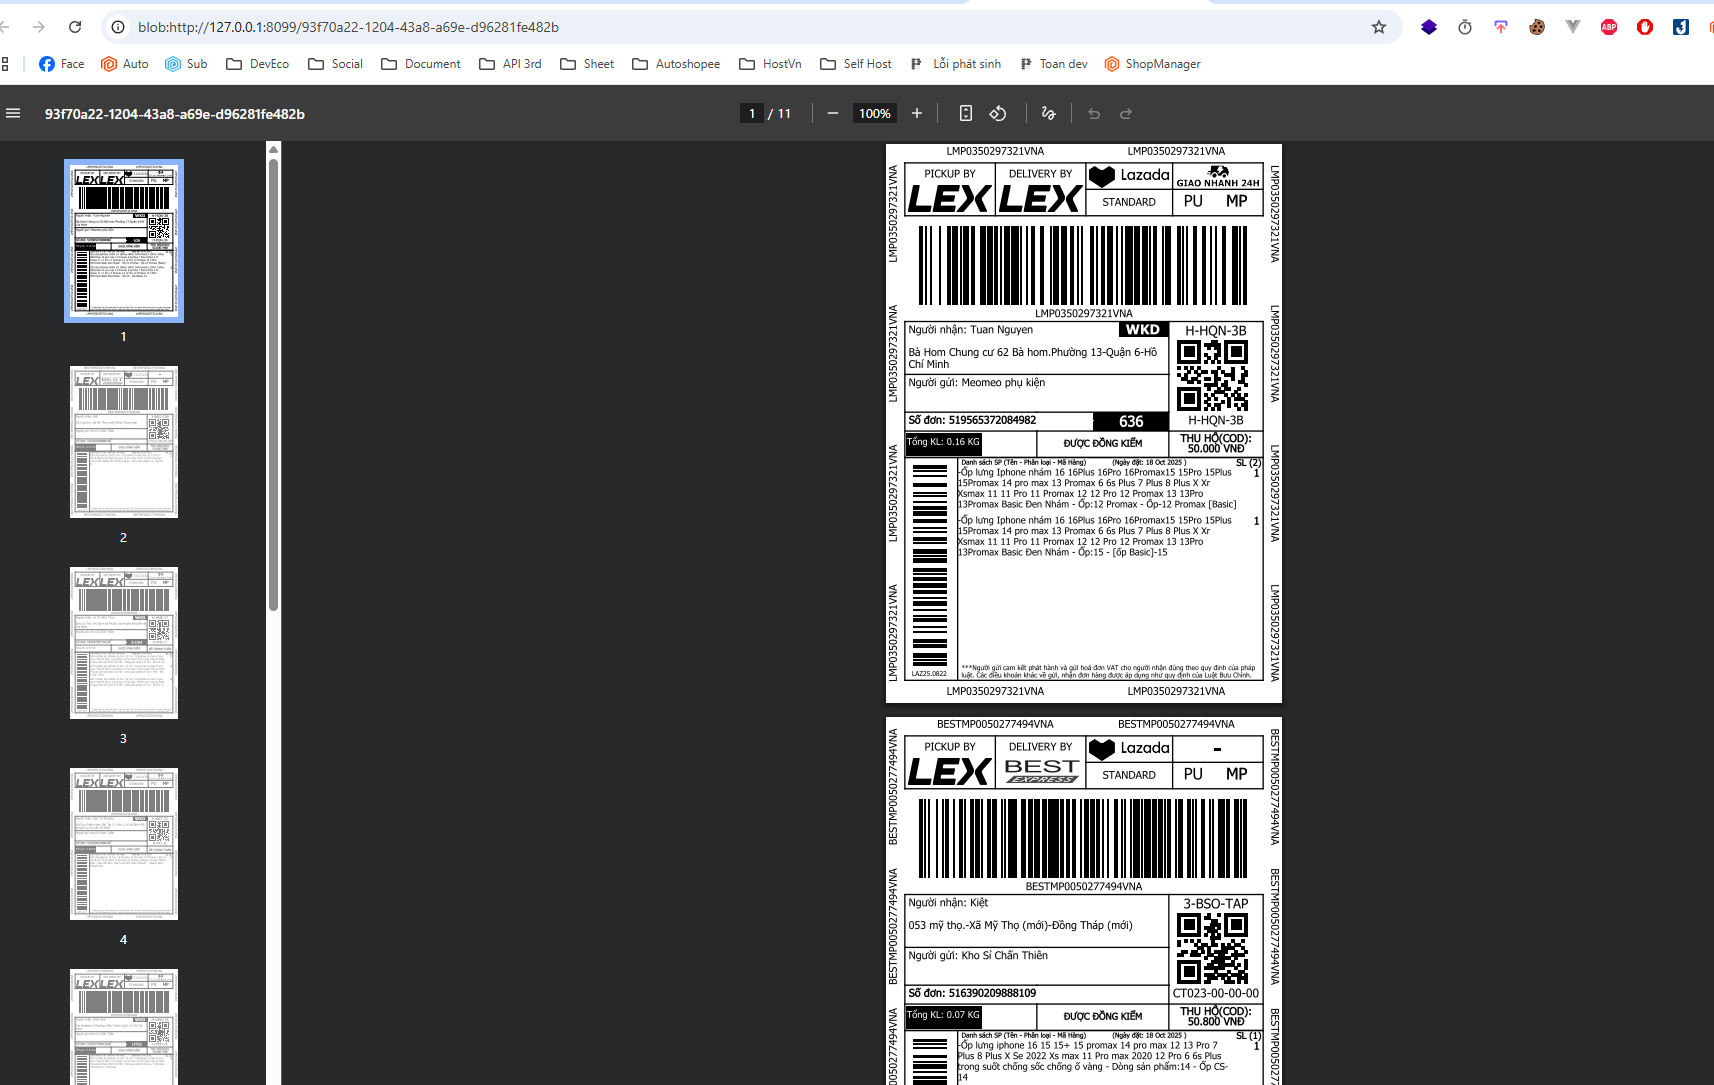 blob:http://127.0.0.1:8099/93f70a22-1204-43a8-a69e-d96281fe482b
ABP
Face
Auto
Sub
DevEco
Social
Document
API 3rd
Sheet
Autoshopee
HostVn
Self Host
Lỗi phát sinh
Toan dev
ShopManager
93f70a22-1204-43a8-a69e-d96281fe482b
1 / 11
100%
1
2
3
4
LMP0350297321VNA LMP0350297321VNA
LMP0350297321VNA
LMP0350297321VNA
LMP0350297321VNA
LMP0350297321VNA
LMP0350297321VNA
LMP0350297321VNA
LMP0350297321VNA
LMP0350297321VNA
PICKUP BY
LEX
DELIVERY BY
LEX
Lazada
STANDARD
GIAO NHANH 24H
PU MP
LMP0350297321VNA
Người nhận: Tuan Nguyen
WKD
Bà Hom Chung cư 62 Bà hom.Phường 13-Quận 6-Hồ
Chí Minh
H-HQN-3B
Người gửi: Meomeo phụ kiện
Số đơn: 519565372084982
636
H-HQN-3B
Tổng KL: 0.16 KG
ĐƯỢC ĐỒNG KIỂM
THU HỘ(COD):
50.000 VNĐ
Danh sách SP (Tên - Phân loại - Mã Hàng) (Ngày đặt: 18 Oct 2025 ) SL (2)
-Ốp lưng Iphone nhám 16 16Plus 16Pro 16Promax15 15Pro 15Plus 1
15Promax 14 pro max 13 Promax 6 6s Plus 7 Plus 8 Plus X Xr
Xsmax 11 11 Pro 11 Promax 12 12 Pro 12 Promax 13 13Pro
13Promax Basic Đen Nhám - Ốp:12 Promax - Ốp-12 Promax [Basic]
-Ốp lưng Iphone nhám 16 16Plus 16Pro 16Promax15 15Pro 15Plus 1
15Promax 14 pro max 13 Promax 6 6s Plus 7 Plus 8 Plus X Xr
Xsmax 11 11 Pro 11 Promax 12 12 Pro 12 Promax 13 13Pro
13Promax Basic Đen Nhám - Ốp:15 - [ốp Basic]-15
LAZ25.0822
***Người gửi cam kết phát hành và gửi hoá đơn VAT cho người nhận đúng theo quy định của pháp
luật. Các điều khoản khác về gửi, nhận đơn hàng được áp dụng như quy định của Luật Bưu Chính.
LMP0350297321VNA LMP0350297321VNA
BESTMP0050277494VNA BESTMP0050277494VNA
BESTMP0050277494VNA
BESTMP0050277494VNA
BESTMP0050277494VNA
BESTMP0050277494VNA
PICKUP BY
LEX
DELIVERY BY
BEST
EXPRESS
Lazada
STANDARD
-
PU MP
BESTMP0050277494VNA
Người nhận: Kiệt
053 mỹ thọ.-Xã Mỹ Thọ (mới)-Đồng Tháp (mới)
3-BSO-TAP
Người gửi: Kho Sỉ Chấn Thiên
Số đơn: 516390209888109
CT023-00-00-00
Tổng KL: 0.07 KG
ĐƯỢC ĐỒNG KIỂM
THU HỘ(COD):
50.800 VNĐ
Danh sách SP (Tên - Phân loại - Mã Hàng) (Ngày đặt: 18 Oct 2025 ) SL (1)
-Ốp lưng iphone 16 15 15+ 15 promax 14 pro max 12 13 Pro 7 1
Plus 8 Plus X Se 2022 Xs max 11 Pro max 2020 12 Pro 6 6s Plus
trong suốt chống sốc chống ố vàng - Dòng sản phẩm:14 - Ốp CS-
14